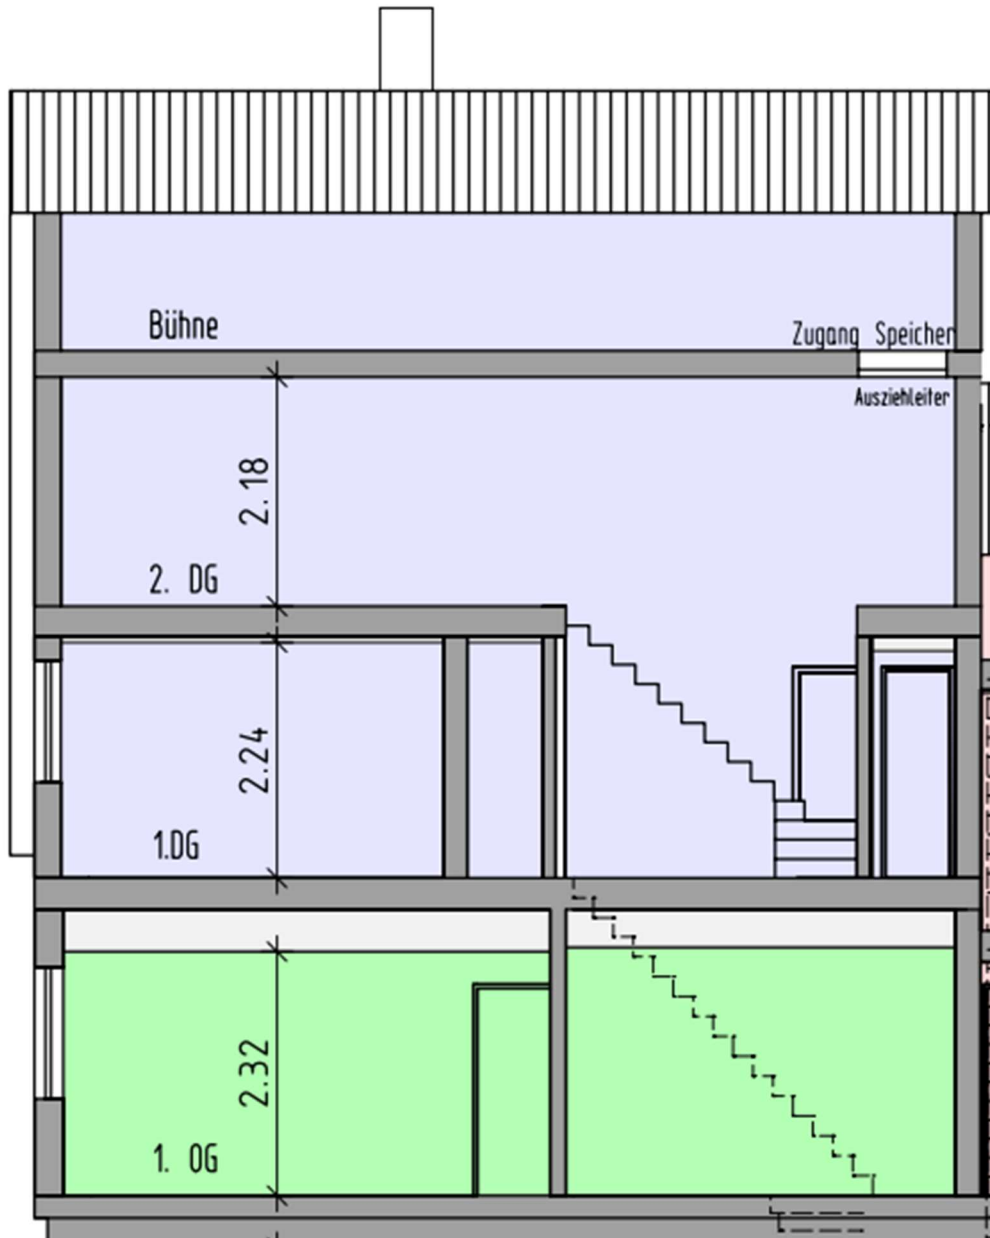 Bühne
Zugang Speicher
Ausziehleiter
2.18
2. DG
2.24
1.DG
2.32
1. OG